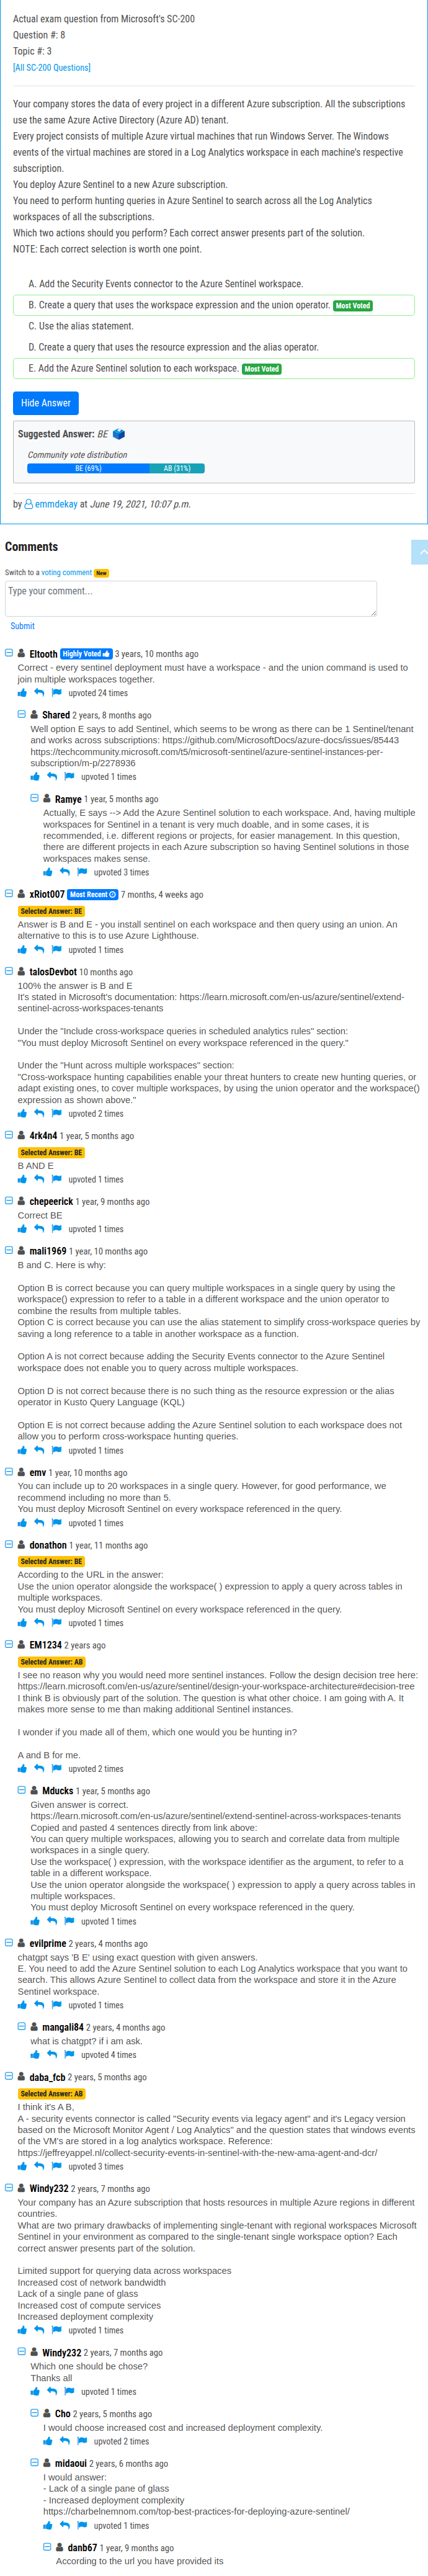 Actual exam question from Microsoft's SC-200
Question #: 8
Topic #: 3
[All SC-200 Questions]
Your company stores the data of every project in a different Azure subscription. All the subscriptions
use the same Azure Active Directory (Azure AD) tenant.
Every project consists of multiple Azure virtual machines that run Windows Server. The Windows
events of the virtual machines are stored in a Log Analytics workspace in each machine's respective
subscription.
You deploy Azure Sentinel to a new Azure subscription.
You need to perform hunting queries in Azure Sentinel to search across all the Log Analytics
workspaces of all the subscriptions.
Which two actions should you perform? Each correct answer presents part of the solution.
NOTE: Each correct selection is worth one point.
A. Add the Security Events connector to the Azure Sentinel workspace.
B. Create a query that uses the workspace expression and the union operator. Most Voted
C. Use the alias statement.
D. Create a query that uses the resource expression and the alias operator.
E. Add the Azure Sentinel solution to each workspace. Most Voted
Hide Answer
Suggested Answer: BE
Community vote distribution
BE (69%) AB (31%)
by emmdekay at June 19, 2021, 10:07 p.m.
Comments
Switch to a voting comment New
Type your comment...
Submit
Eltooth Highly Voted 3 years, 10 months ago
Correct - every sentinel deployment must have a workspace - and the union command is used to
join multiple workspaces together.
upvoted 24 times
Shared 2 years, 8 months ago
Well option E says to add Sentinel, which seems to be wrong as there can be 1 Sentinel/tenant
and works across subscriptions: https://github.com/MicrosoftDocs/azure-docs/issues/85443
https://techcommunity.microsoft.com/t5/microsoft-sentinel/azure-sentinel-instances-per-
subscription/m-p/2278936
upvoted 1 times
Ramye 1 year, 5 months ago
Actually, E says --> Add the Azure Sentinel solution to each workspace. And, having multiple
workspaces for Sentinel in a tenant is very much doable, and in some cases, it is
recommended, i.e. different regions or projects, for easier management. In this question,
there are different projects in each Azure subscription so having Sentinel solutions in those
workspaces makes sense.
upvoted 3 times
xRiot007 Most Recent 7 months, 4 weeks ago
Selected Answer: BE
Answer is B and E - you install sentinel on each workspace and then query using an union. An
alternative to this is to use Azure Lighthouse.
upvoted 1 times
talosDevbot 10 months ago
100% the answer is B and E
It's stated in Microsoft's documentation: https://learn.microsoft.com/en-us/azure/sentinel/extend-
sentinel-across-workspaces-tenants
Under the "Include cross-workspace queries in scheduled analytics rules" section:
"You must deploy Microsoft Sentinel on every workspace referenced in the query."
Under the "Hunt across multiple workspaces" section:
"Cross-workspace hunting capabilities enable your threat hunters to create new hunting queries, or
adapt existing ones, to cover multiple workspaces, by using the union operator and the workspace()
expression as shown above."
upvoted 2 times
4rk4n4 1 year, 5 months ago
Selected Answer: BE
B AND E
upvoted 1 times
chepeerick 1 year, 9 months ago
Correct BE
upvoted 1 times
mali1969 1 year, 10 months ago
B and C. Here is why:
Option B is correct because you can query multiple workspaces in a single query by using the
workspace() expression to refer to a table in a different workspace and the union operator to
combine the results from multiple tables.
Option C is correct because you can use the alias statement to simplify cross-workspace queries by
saving a long reference to a table in another workspace as a function.
Option A is not correct because adding the Security Events connector to the Azure Sentinel
workspace does not enable you to query across multiple workspaces.
Option D is not correct because there is no such thing as the resource expression or the alias
operator in Kusto Query Language (KQL)
Option E is not correct because adding the Azure Sentinel solution to each workspace does not
allow you to perform cross-workspace hunting queries.
upvoted 1 times
emv 1 year, 10 months ago
You can include up to 20 workspaces in a single query. However, for good performance, we
recommend including no more than 5.
You must deploy Microsoft Sentinel on every workspace referenced in the query.
upvoted 1 times
donathon 1 year, 11 months ago
Selected Answer: BE
According to the URL in the answer:
Use the union operator alongside the workspace( ) expression to apply a query across tables in
multiple workspaces.
You must deploy Microsoft Sentinel on every workspace referenced in the query.
upvoted 1 times
EM1234 2 years ago
Selected Answer: AB
I see no reason why you would need more sentinel instances. Follow the design decision tree here:
https://learn.microsoft.com/en-us/azure/sentinel/design-your-workspace-architecture#decision-tree
I think B is obviously part of the solution. The question is what other choice. I am going with A. It
makes more sense to me than making additional Sentinel instances.
I wonder if you made all of them, which one would you be hunting in?
A and B for me.
upvoted 2 times
Mducks 1 year, 5 months ago
Given answer is correct.
https://learn.microsoft.com/en-us/azure/sentinel/extend-sentinel-across-workspaces-tenants
Copied and pasted 4 sentences directly from link above:
You can query multiple workspaces, allowing you to search and correlate data from multiple
workspaces in a single query.
Use the workspace( ) expression, with the workspace identifier as the argument, to refer to a
table in a different workspace.
Use the union operator alongside the workspace( ) expression to apply a query across tables in
multiple workspaces.
You must deploy Microsoft Sentinel on every workspace referenced in the query.
upvoted 1 times
evilprime 2 years, 4 months ago
chatgpt says 'B E' using exact question with given answers.
E. You need to add the Azure Sentinel solution to each Log Analytics workspace that you want to
search. This allows Azure Sentinel to collect data from the workspace and store it in the Azure
Sentinel workspace.
upvoted 1 times
mangali84 2 years, 4 months ago
what is chatgpt? if i am ask.
upvoted 4 times
daba_fcb 2 years, 5 months ago
Selected Answer: AB
I think it's A B,
A - security events connector is called "Security events via legacy agent" and it's Legacy version
based on the Microsoft Monitor Agent / Log Analytics" and the question states that windows events
of the VM's are stored in a log analytics workspace. Reference:
https://jeffreyappel.nl/collect-security-events-in-sentinel-with-the-new-ama-agent-and-dcr/
upvoted 3 times
Windy232 2 years, 7 months ago
Your company has an Azure subscription that hosts resources in multiple Azure regions in different
countries.
What are two primary drawbacks of implementing single-tenant with regional workspaces Microsoft
Sentinel in your environment as compared to the single-tenant single workspace option? Each
correct answer presents part of the solution.
Limited support for querying data across workspaces
Increased cost of network bandwidth
Lack of a single pane of glass
Increased cost of compute services
Increased deployment complexity
upvoted 1 times
Windy232 2 years, 7 months ago
Which one should be chose?
Thanks all
upvoted 1 times
Cho 2 years, 5 months ago
I would choose increased cost and increased deployment complexity.
upvoted 2 times
midaoui 2 years, 6 months ago
I would answer:
- Lack of a single pane of glass
- Increased deployment complexity
https://charbelnemnom.com/top-best-practices-for-deploying-azure-sentinel/
upvoted 1 times
danb67 1 year, 9 months ago
According to the url you have provided its